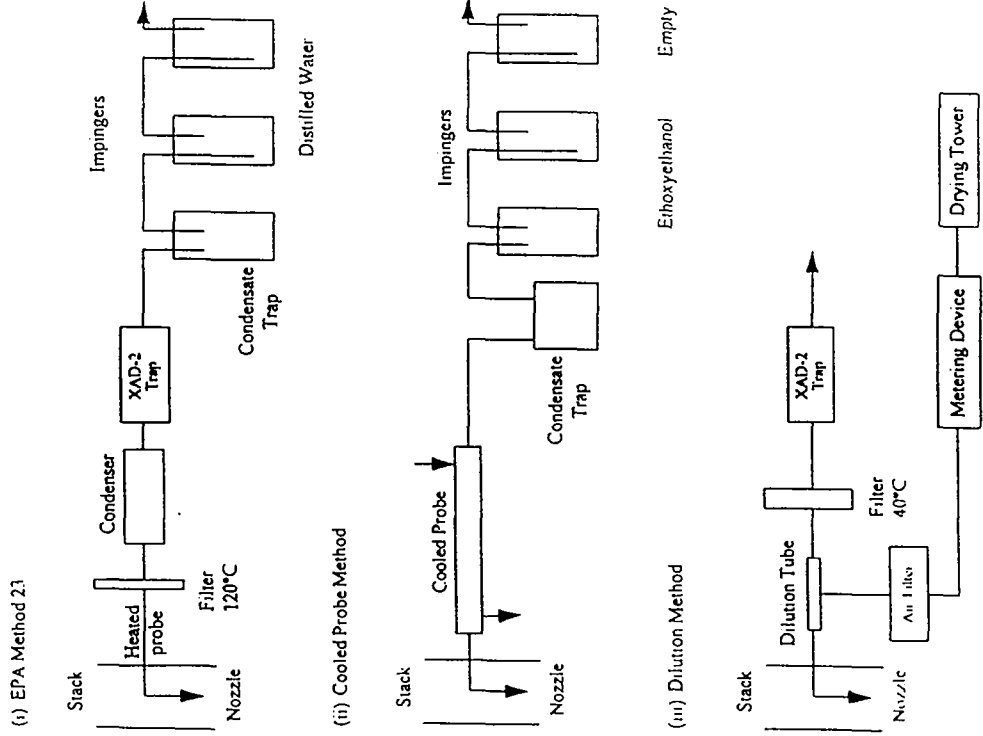 (i) EPA Method 23
Stack
Nozzle
Heated
probe
Filter
120°C
Condenser
XAD-2
Trap
Condensate
Trap
Impingers
Distilled Water
(ii) Cooled Probe Method
Stack
Nozzle
Cooled Probe
Condensate
Trap
Impingers
Ethoxyethanol
Empty
(iii) Dilution Method
Stack
Nozzle
Dilution Tube
Air Filter
Filter
40°C
XAD-2
Trap
Metering Device
Drying Tower